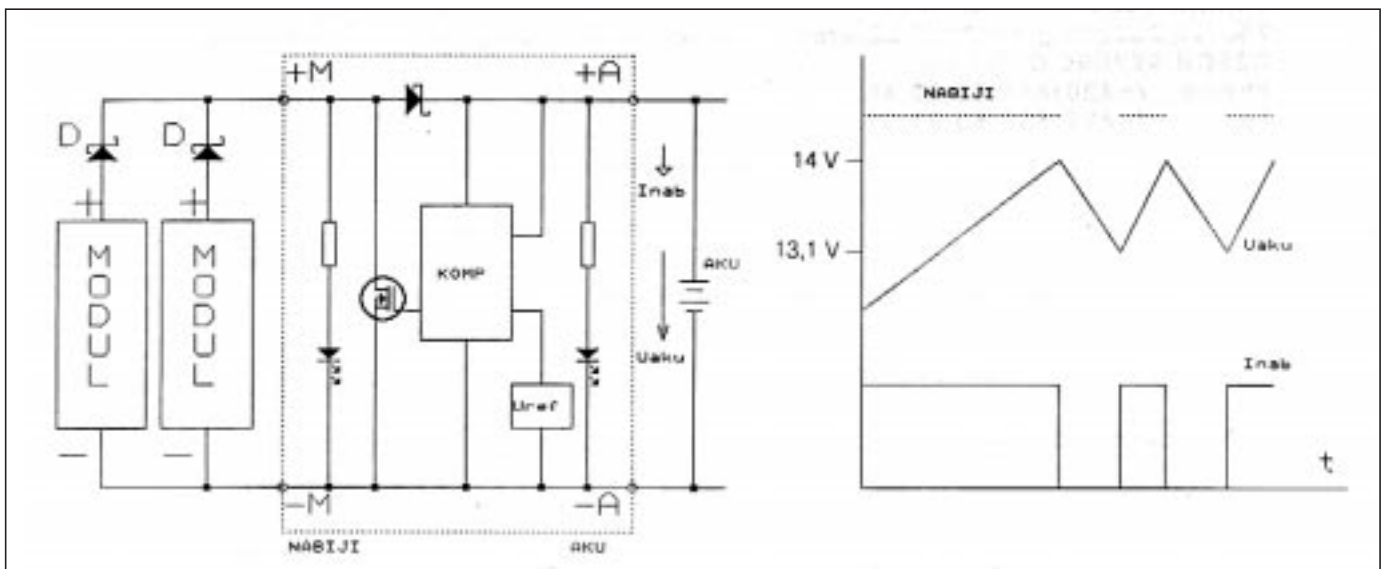 +M
+A
D
D
+
+
MODUL
MODUL
−
−
KOMP
Uref
Inab
Uaku
AKU
−M
−A
NABIJI
AKU
NABIJI
14 V
13,1 V
Uaku
Inab
t